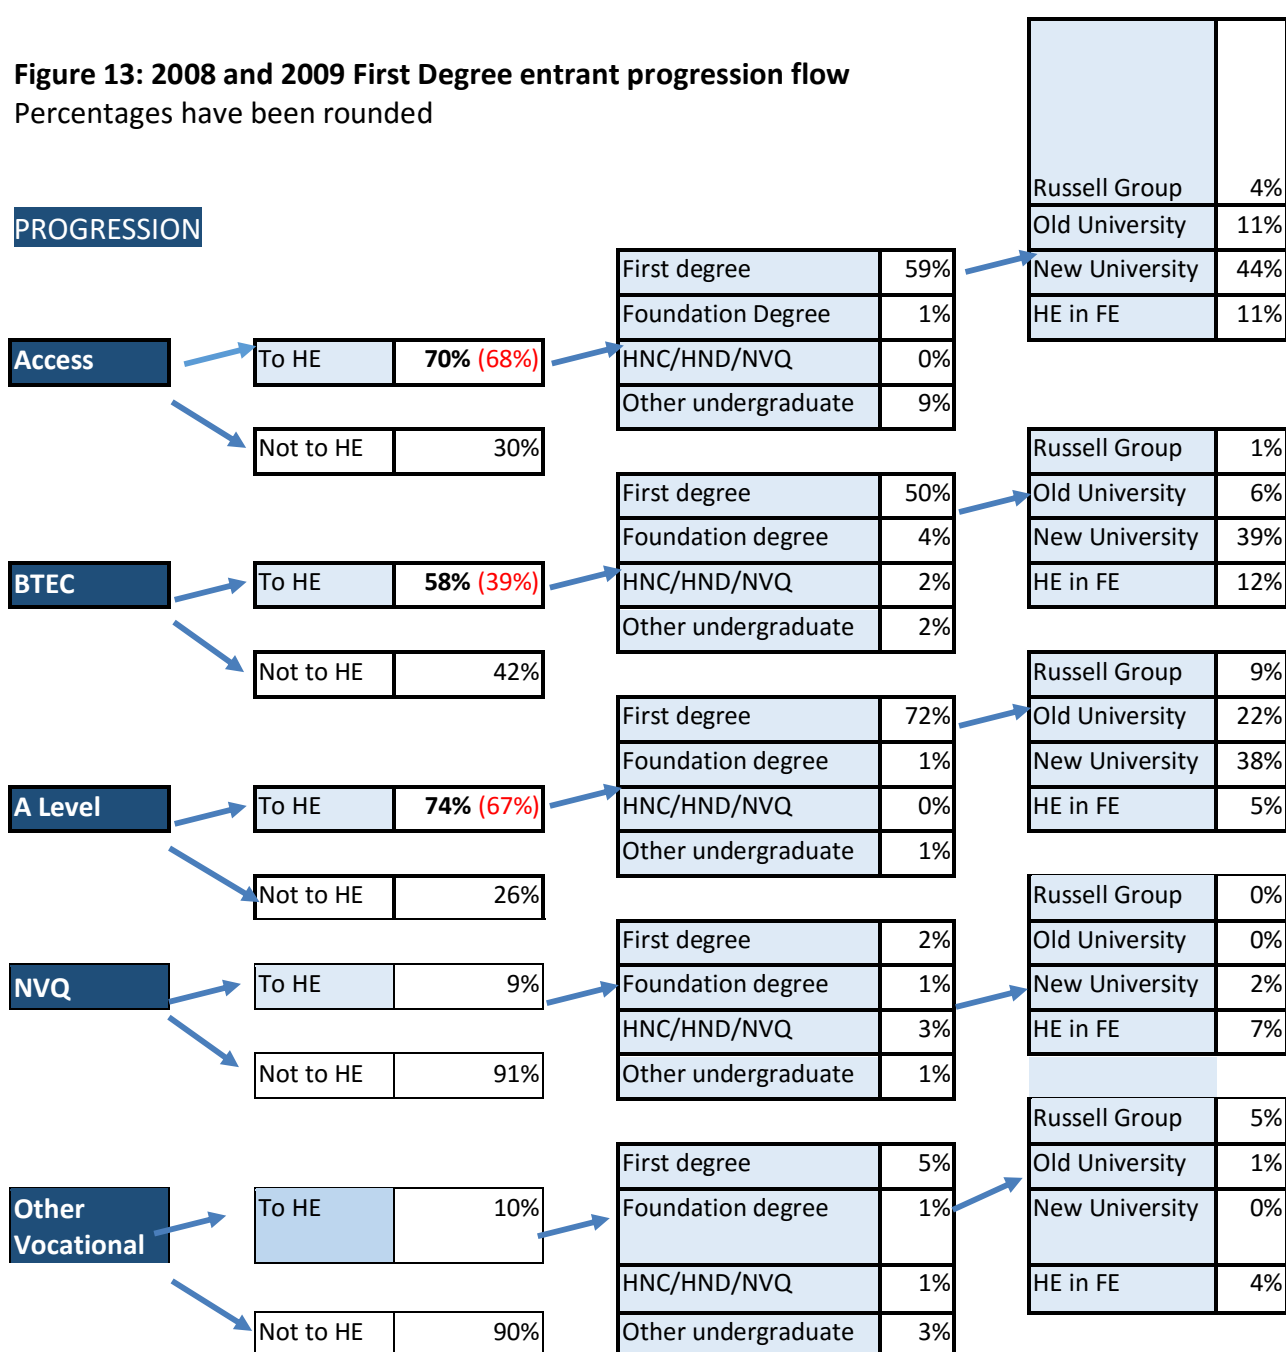 Figure 13: 2008 and 2009 First Degree entrant progression flow
Percentages have been rounded
PROGRESSION
Access
To HE 70% (68%)
Not to HE 30%
First degree 59%
Foundation Degree 1%
HNC/HND/NVQ 0%
Other undergraduate 9%
Russell Group 4%
Old University 11%
New University 44%
HE in FE 11%
BTEC
To HE 58% (39%)
Not to HE 42%
First degree 50%
Foundation degree 4%
HNC/HND/NVQ 2%
Other undergraduate 2%
Russell Group 1%
Old University 6%
New University 39%
HE in FE 12%
A Level
To HE 74% (67%)
Not to HE 26%
First degree 72%
Foundation degree 1%
HNC/HND/NVQ 0%
Other undergraduate 1%
Russell Group 9%
Old University 22%
New University 38%
HE in FE 5%
NVQ
To HE 9%
Not to HE 91%
First degree 2%
Foundation degree 1%
HNC/HND/NVQ 3%
Other undergraduate 1%
Russell Group 0%
Old University 0%
New University 2%
HE in FE 7%
Other
Vocational
To HE 10%
Not to HE 90%
First degree 5%
Foundation degree 1%
HNC/HND/NVQ 1%
Other undergraduate 3%
Russell Group 5%
Old University 1%
New University 0%
HE in FE 4%